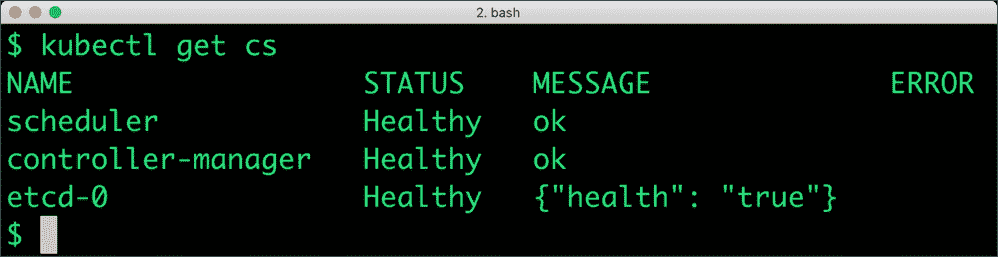 2. bash
$ kubectl get cs
NAME STATUS MESSAGE ERROR
scheduler Healthy ok
controller-manager Healthy ok
etcd-0 Healthy {"health": "true"}
$